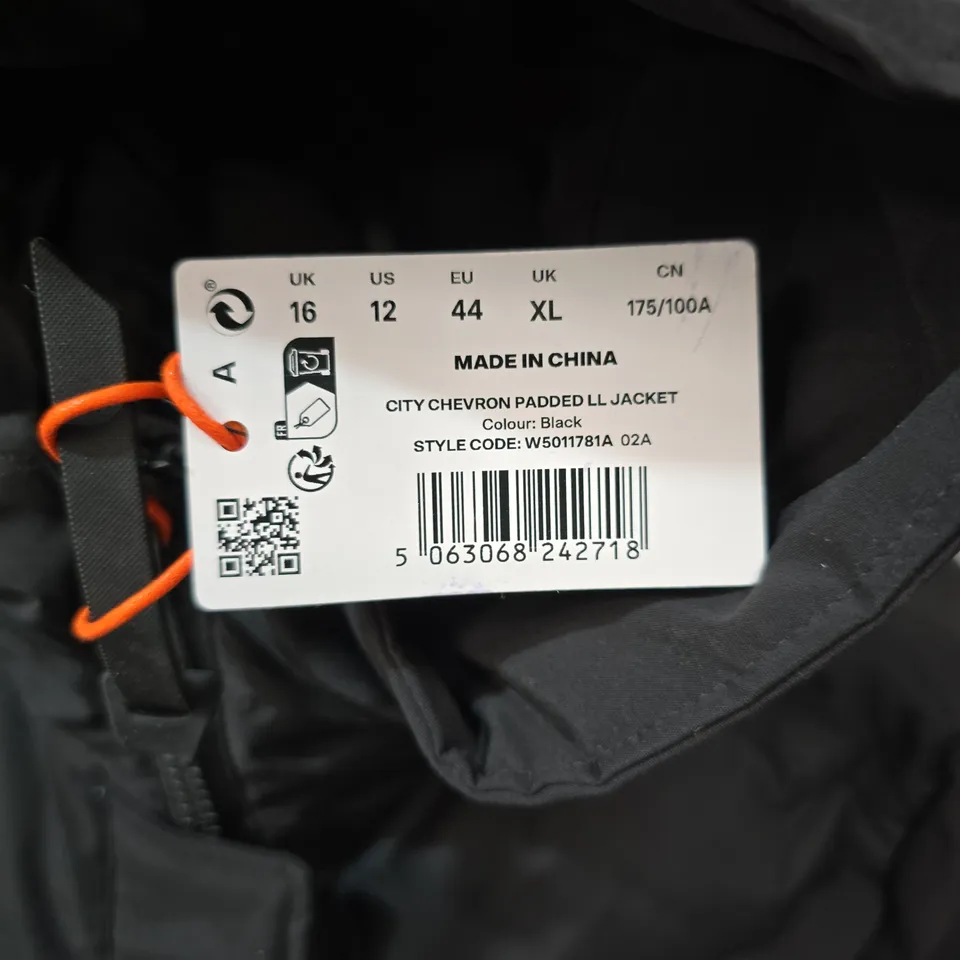 UK US EU UK CN
16 12 44 XL 175/100A
MADE IN CHINA
CITY CHEVRON PADDED LL JACKET
Colour: Black
STYLE CODE: W5011781A 02A
5 063068 242718
®
A
FR